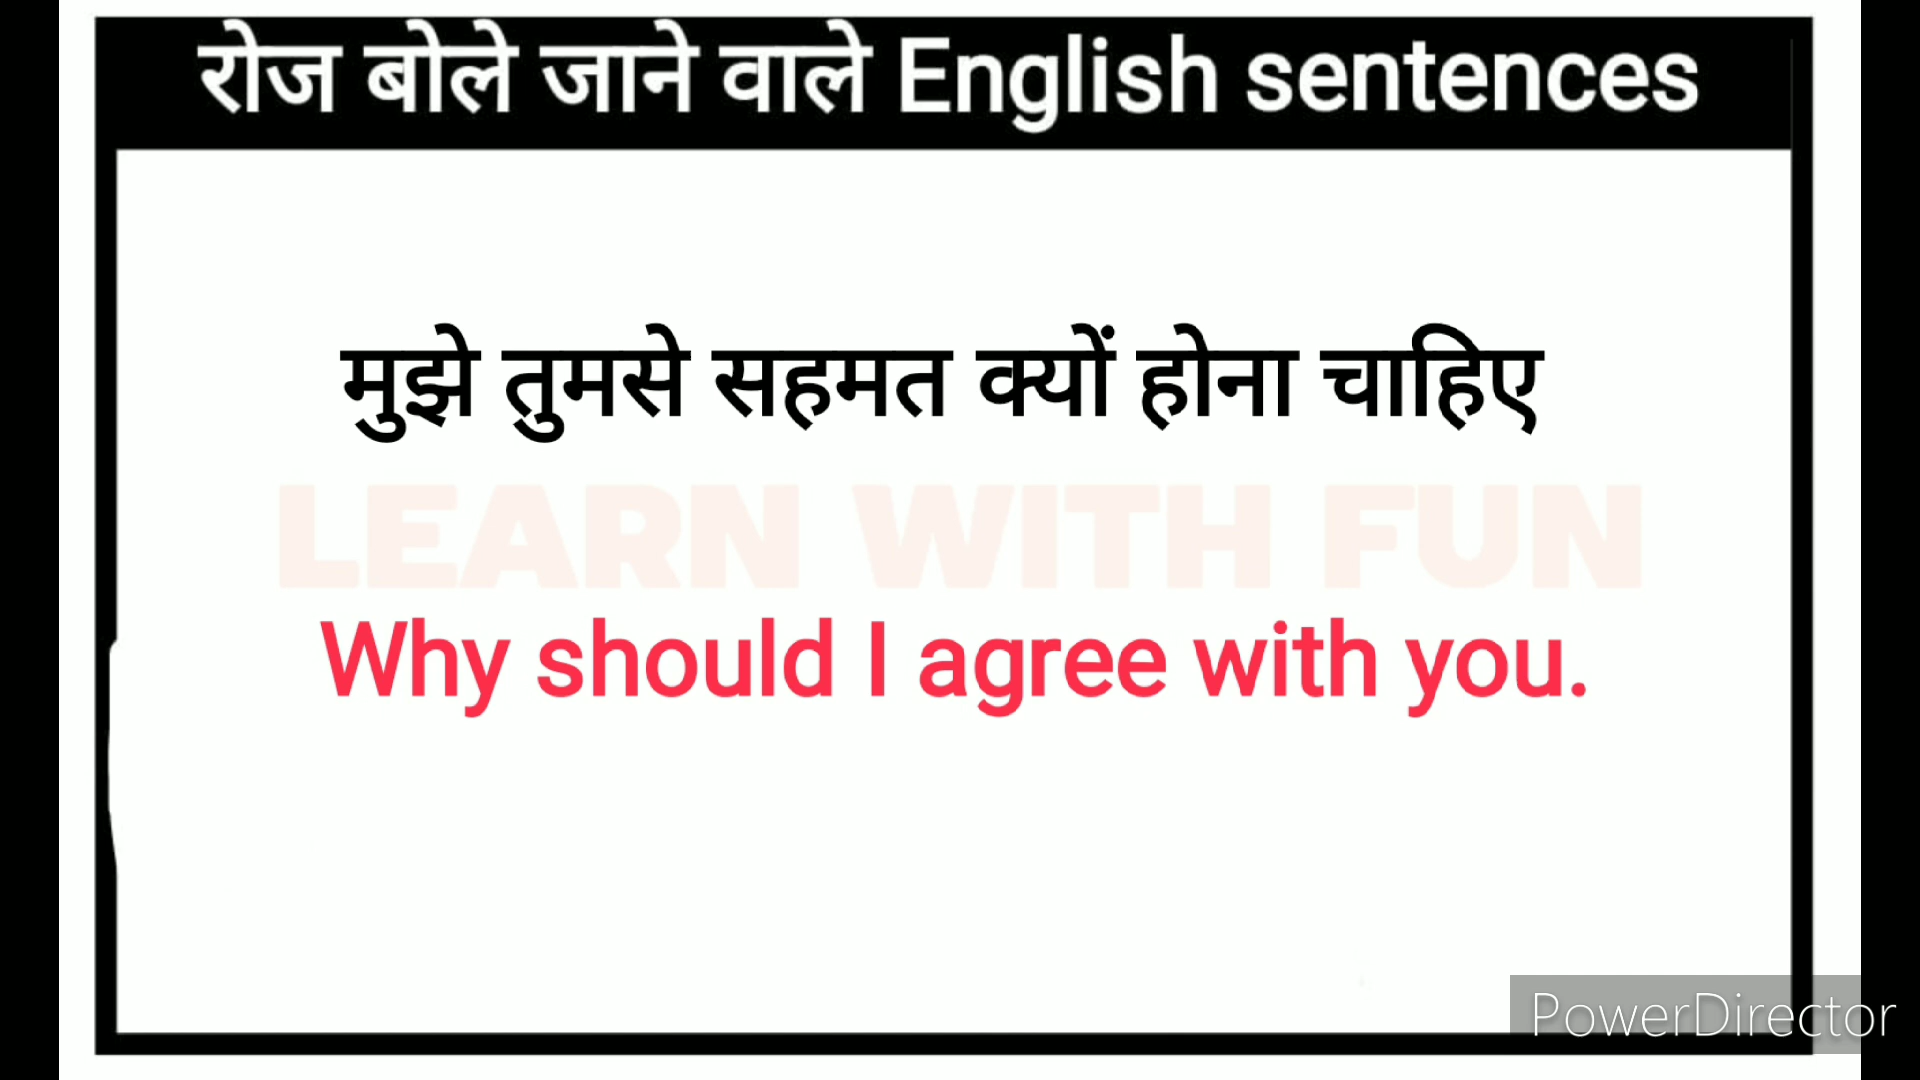 रोज बोले जाने वाले English sentences
मुझे तुमसे सहमत क्यों होना चाहिए
LEARN WITH FUN
Why should I agree with you.
PowerDirector